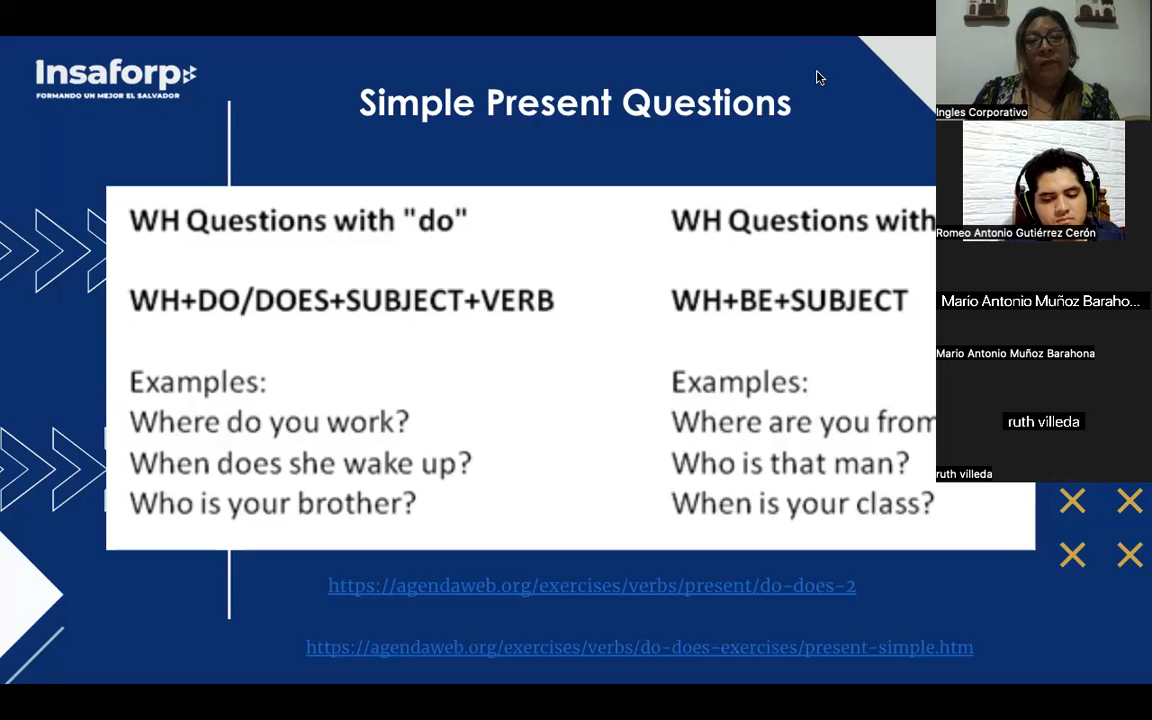 Insaforp
FORMANDO UN MEJOR EL SALVADOR
Simple Present Questions
WH Questions with "do"
WH+DO/DOES+SUBJECT+VERB
Examples:
Where do you work?
When does she wake up?
Who is your brother?
WH Questions with
WH+BE+SUBJECT
Examples:
Where are you from
Who is that man?
When is your class?
https://agendaweb.org/exercises/verbs/present/do-does-2
https://agendaweb.org/exercises/verbs/do-does-exercises/present-simple.htm
Ingles Corporativo
Romeo Antonio Gutiérrez Cerón
Mario Antonio Muñoz Baraho...
Mario Antonio Muñoz Barahona
ruth villeda
ruth villeda